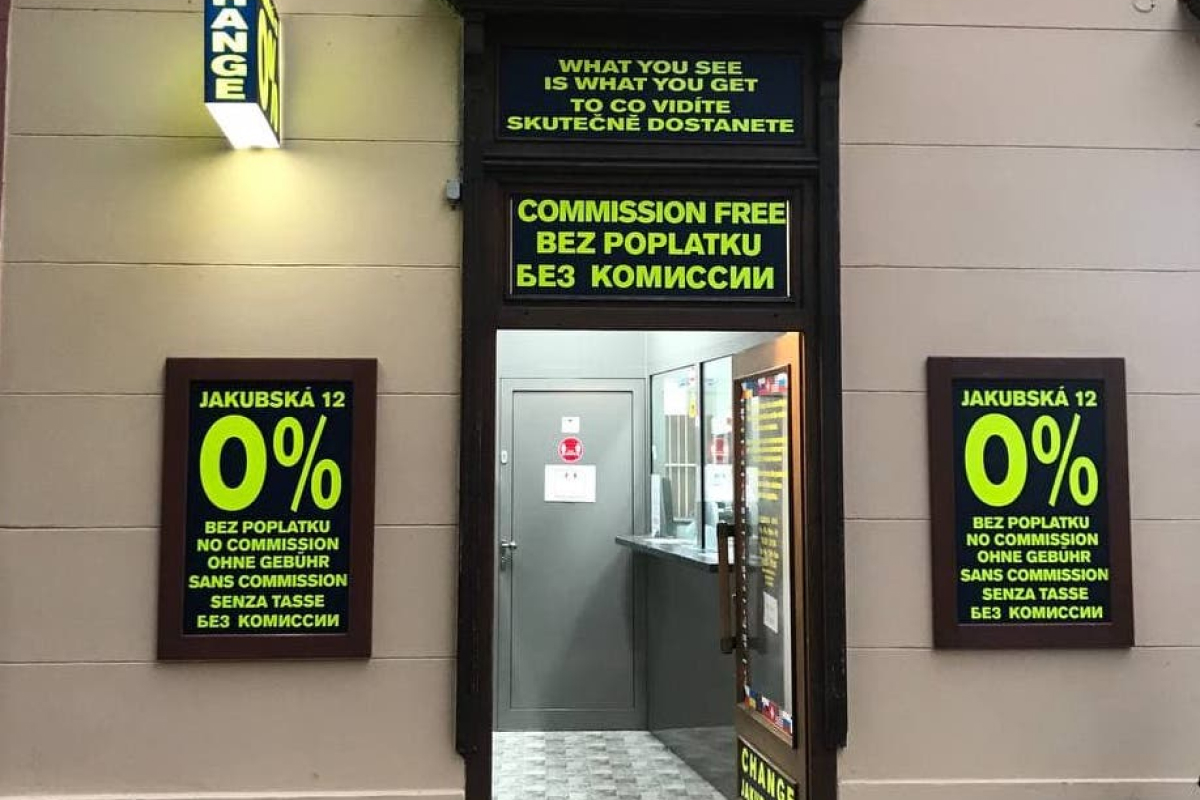 HANGE
0%
WHAT YOU SEE
IS WHAT YOU GET
TO CO VIDÍTE
SKUTEČNĚ DOSTANETE
COMMISSION FREE
BEZ POPLATKU
БЕЗ КОМИССИИ
JAKUBSKÁ 12
0%
BEZ POPLATKU
NO COMMISSION
OHNE GEBÜHR
SANS COMMISSION
SENZA TASSE
БЕЗ КОМИССИИ
JAKUBSKÁ 12
0%
BEZ POPLATKU
NO COMMISSION
OHNE GEBÜHR
SANS COMMISSION
SENZA TASSE
БЕЗ КОМИССИИ
CHANGE